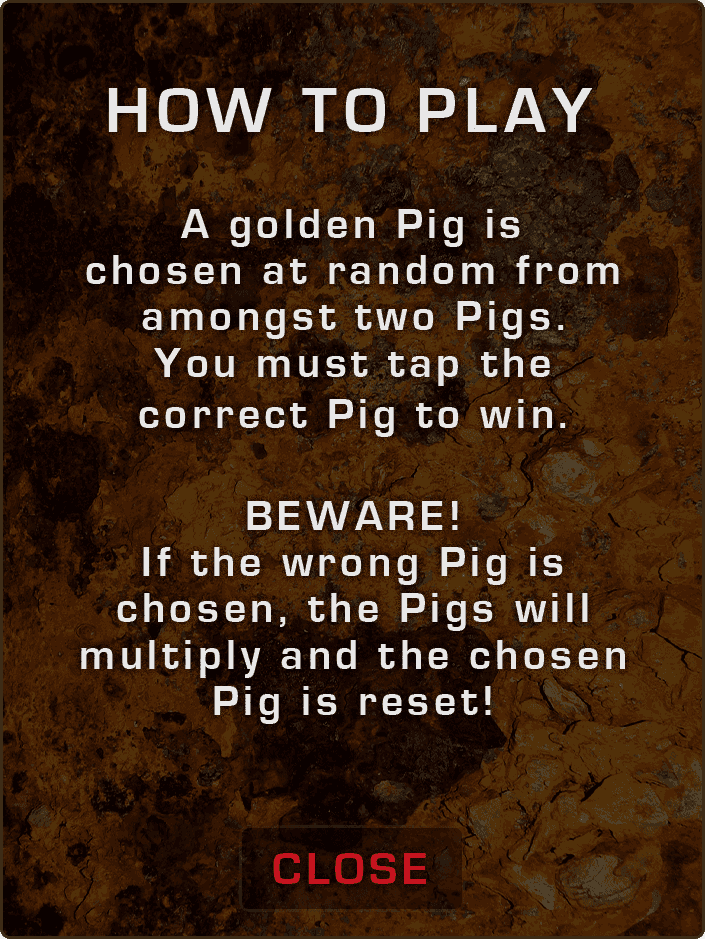 HOW TO PLAY
A golden Pig is
chosen at random from
amongst two Pigs.
You must tap the
correct Pig to win.
BEWARE!
If the wrong Pig is
chosen, the Pigs will
multiply and the chosen
Pig is reset!
CLOSE